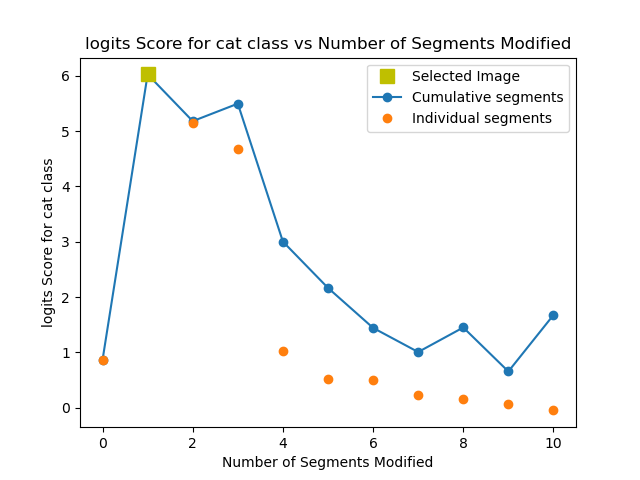 logits Score for cat class vs Number of Segments Modified
Selected Image
Cumulative segments
Individual segments
logits Score for cat class
6
5
4
3
2
1
0
0 2 4 6 8 10
Number of Segments Modified